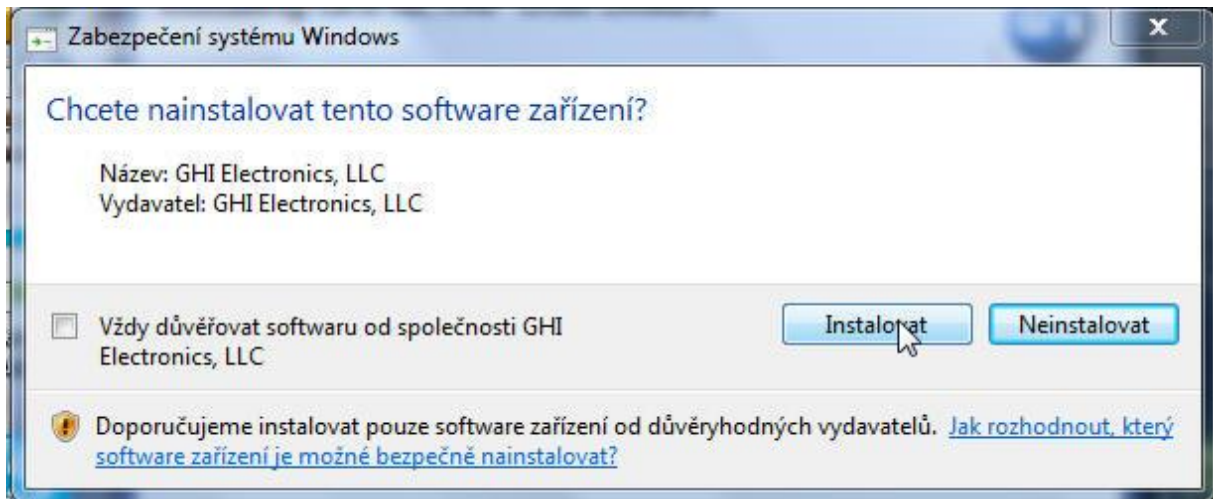 Zabezpečení systému Windows
Chcete nainstalovat tento software zařízení?
Název: GHI Electronics, LLC
Vydavatel: GHI Electronics, LLC
Vždy důvěřovat softwaru od společnosti GHI
Electronics, LLC
Instalovat
Neinstalovat
Doporučujeme instalovat pouze software zařízení od důvěryhodných vydavatelů. Jak rozhodnout, který
software zařízení je možné bezpečně nainstalovat?